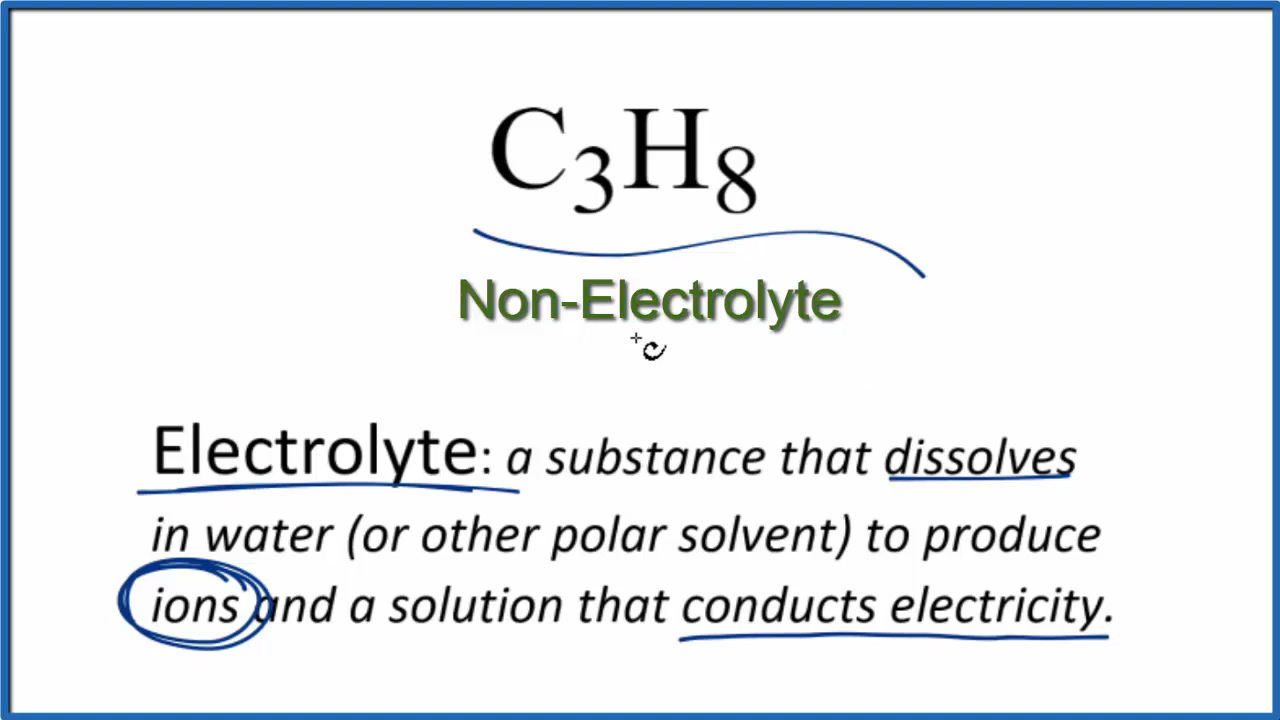 C₃H₈
Non-Electrolyte
Electrolyte: a substance that dissolves
in water (or other polar solvent) to produce
ions and a solution that conducts electricity.